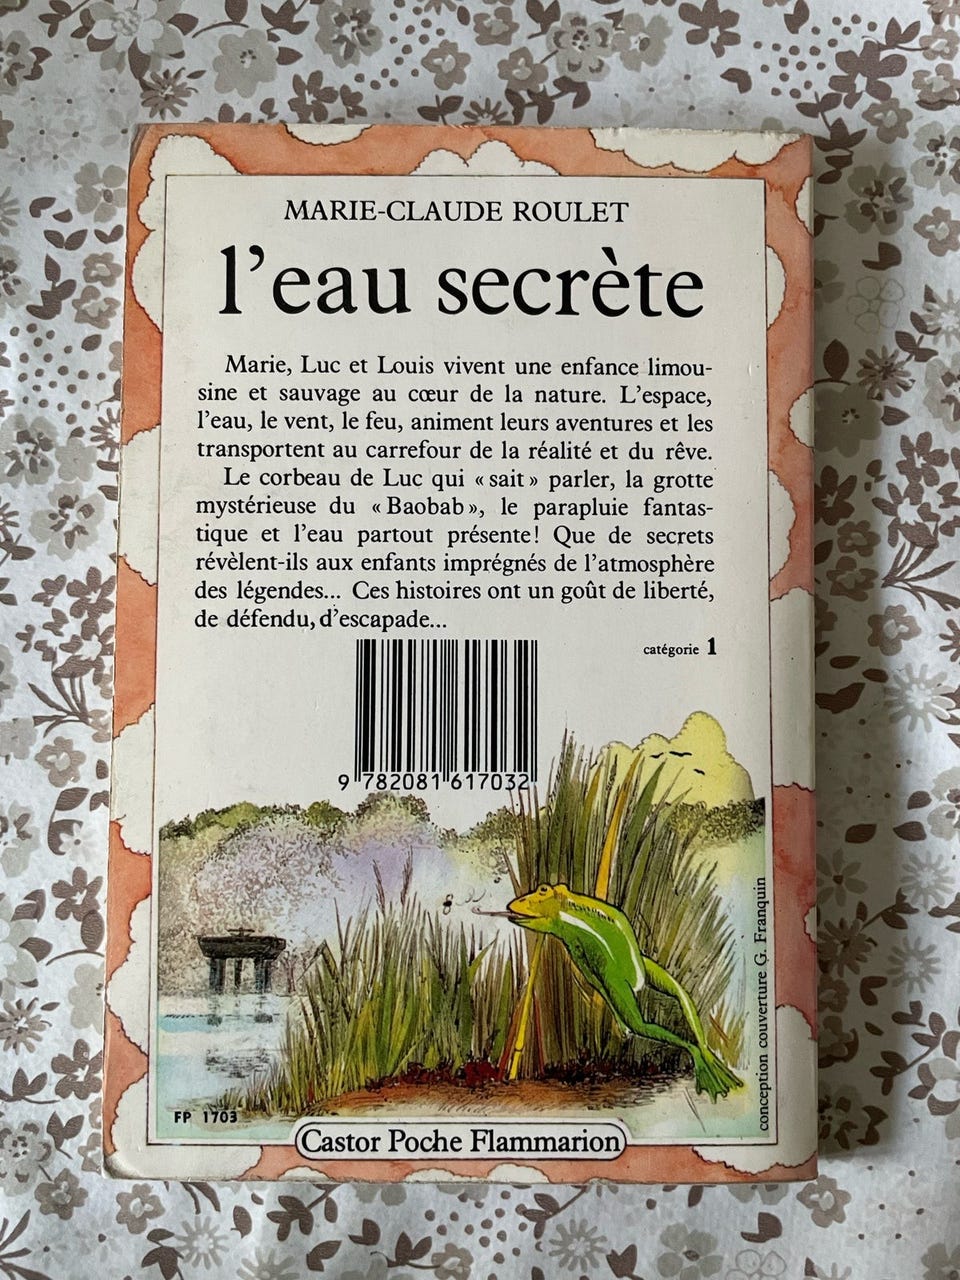 MARIE-CLAUDE ROULET
l'eau secrète
Marie, Luc et Louis vivent une enfance limou-
sine et sauvage au cœur de la nature. L'espace,
l'eau, le vent, le feu, animent leurs aventures et les
transportent au carrefour de la réalité et du rêve.
Le corbeau de Luc qui « sait » parler, la grotte
mystérieuse du « Baobab », le parapluie fantas-
tique et l'eau partout présente! Que de secrets
révèlent-ils aux enfants imprégnés de l'atmosphère
des légendes... Ces histoires ont un goût de liberté,
de défendu, d'escapade...
catégorie 1
9 782081 617032
conception couverture G. Franquin
FP 1703
Castor Poche Flammarion